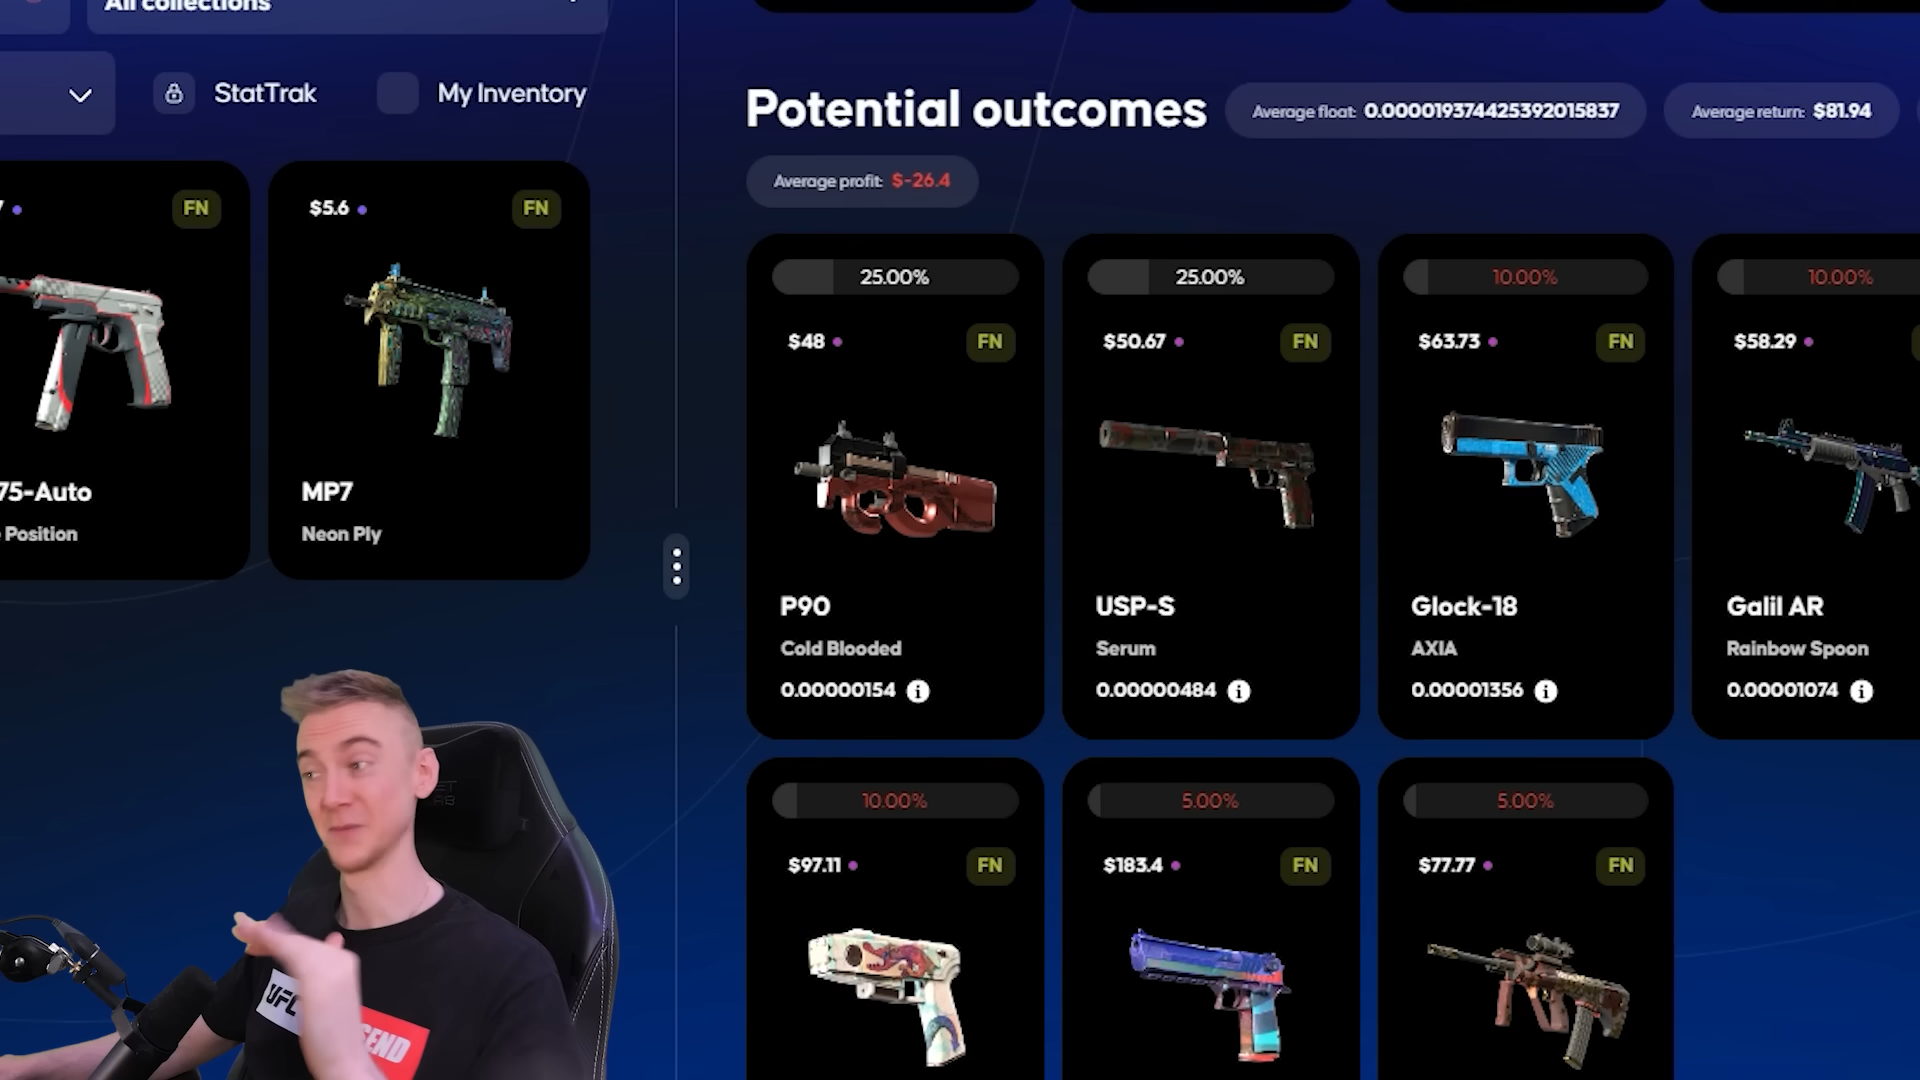 All collections
StatTrak
My Inventory
FN
75-Auto
Position
$5.6
FN
MP7
Neon Ply
Potential outcomes
Average float: 0.000019374425392015837
Average return: $81.94
Average profit: $-26.4
25.00%
$48
FN
P90
Cold Blooded
0.00000154
25.00%
$50.67
FN
USP-S
Serum
0.00000484
10.00%
$63.73
FN
Glock-18
AXIA
0.00001356
10.00%
$58.29
Galil AR
Rainbow Spoon
0.00001074
10.00%
$97.11
FN
5.00%
$183.4
FN
5.00%
$77.77
FN
UFC